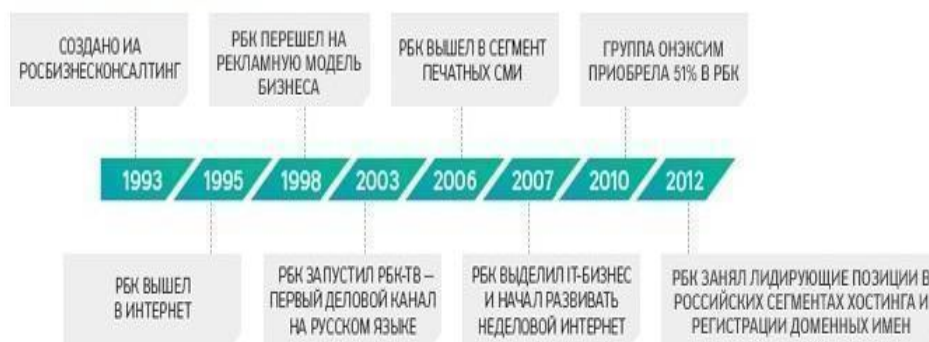 СОЗДАНО ИА
РОСБИЗНЕСКОНСАЛТИНГ
РБК ПЕРЕШЕЛ НА
РЕКЛАМНУЮ МОДЕЛЬ
БИЗНЕСА
РБК ВЫШЕЛ В СЕГМЕНТ
ПЕЧАТНЫХ СМИ
ГРУППА ОНЭКСИМ
ПРИОБРЕЛА 51% В РБК
1993 1995 1998 2003 2006 2007 2010 2012
РБК ВЫШЕЛ
В ИНТЕРНЕТ
РБК ЗАПУСТИЛ РБК-ТВ –
ПЕРВЫЙ ДЕЛОВОЙ КАНАЛ
НА РУССКОМ ЯЗЫКЕ
РБК ВЫДЕЛИЛ IT-БИЗНЕС
И НАЧАЛ РАЗВИВАТЬ
НЕДЕЛОВОЙ ИНТЕРНЕТ
РБК ЗАНЯЛ ЛИДИРУЮЩИЕ ПОЗИЦИИ В
РОССИЙСКИХ СЕГМЕНТАХ ХОСТИНГА И
РЕГИСТРАЦИИ ДОМЕННЫХ ИМЕН